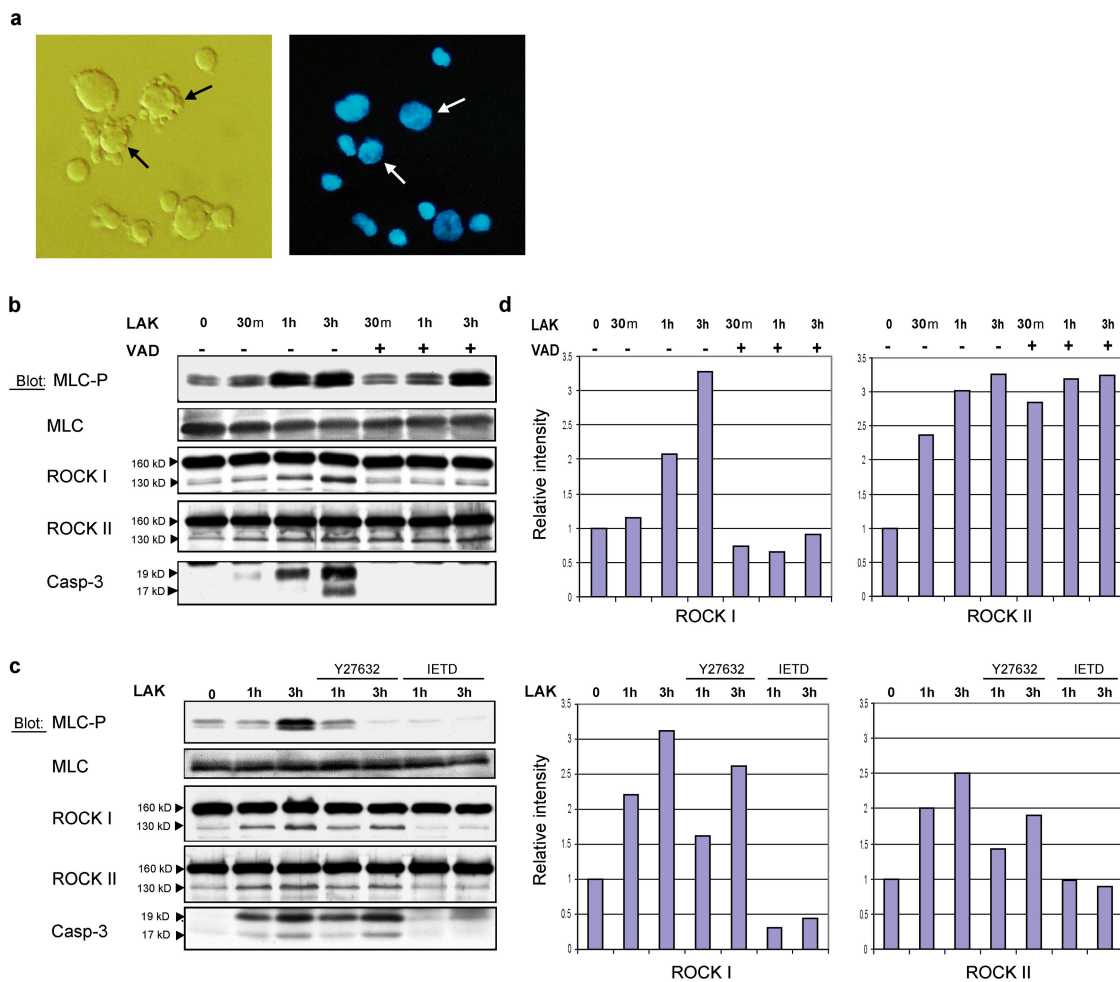 a
b
LAK 0 30m 1h 3h 30m 1h 3h
VAD - - - - + + +
Blot: MLC-P
MLC
ROCK I 160 kD 130 kD
ROCK II 160 kD 130 kD
Casp-3 19 kD 17 kD
d
LAK 0 30m 1h 3h 30m 1h 3h
VAD - - - - + + +
Relative intensity
3.5
3
2.5
2
1.5
1
0.5
0
ROCK I
0 30m 1h 3h 30m 1h 3h
- - - - + + +
3.5
3
2.5
2
1.5
1
0.5
0
ROCK II
c
Y27632 IETD
LAK 0 1h 3h 1h 3h 1h 3h
Blot: MLC-P
MLC
ROCK I 160 kD 130 kD
ROCK II 160 kD 130 kD
Casp-3 19 kD 17 kD
Y27632 IETD
LAK 0 1h 3h 1h 3h 1h 3h
Relative intensity
3.5
3
2.5
2
1.5
1
0.5
0
ROCK I
Y27632 IETD
0 1h 3h 1h 3h 1h 3h
3.5
3
2.5
2
1.5
1
0.5
0
ROCK II